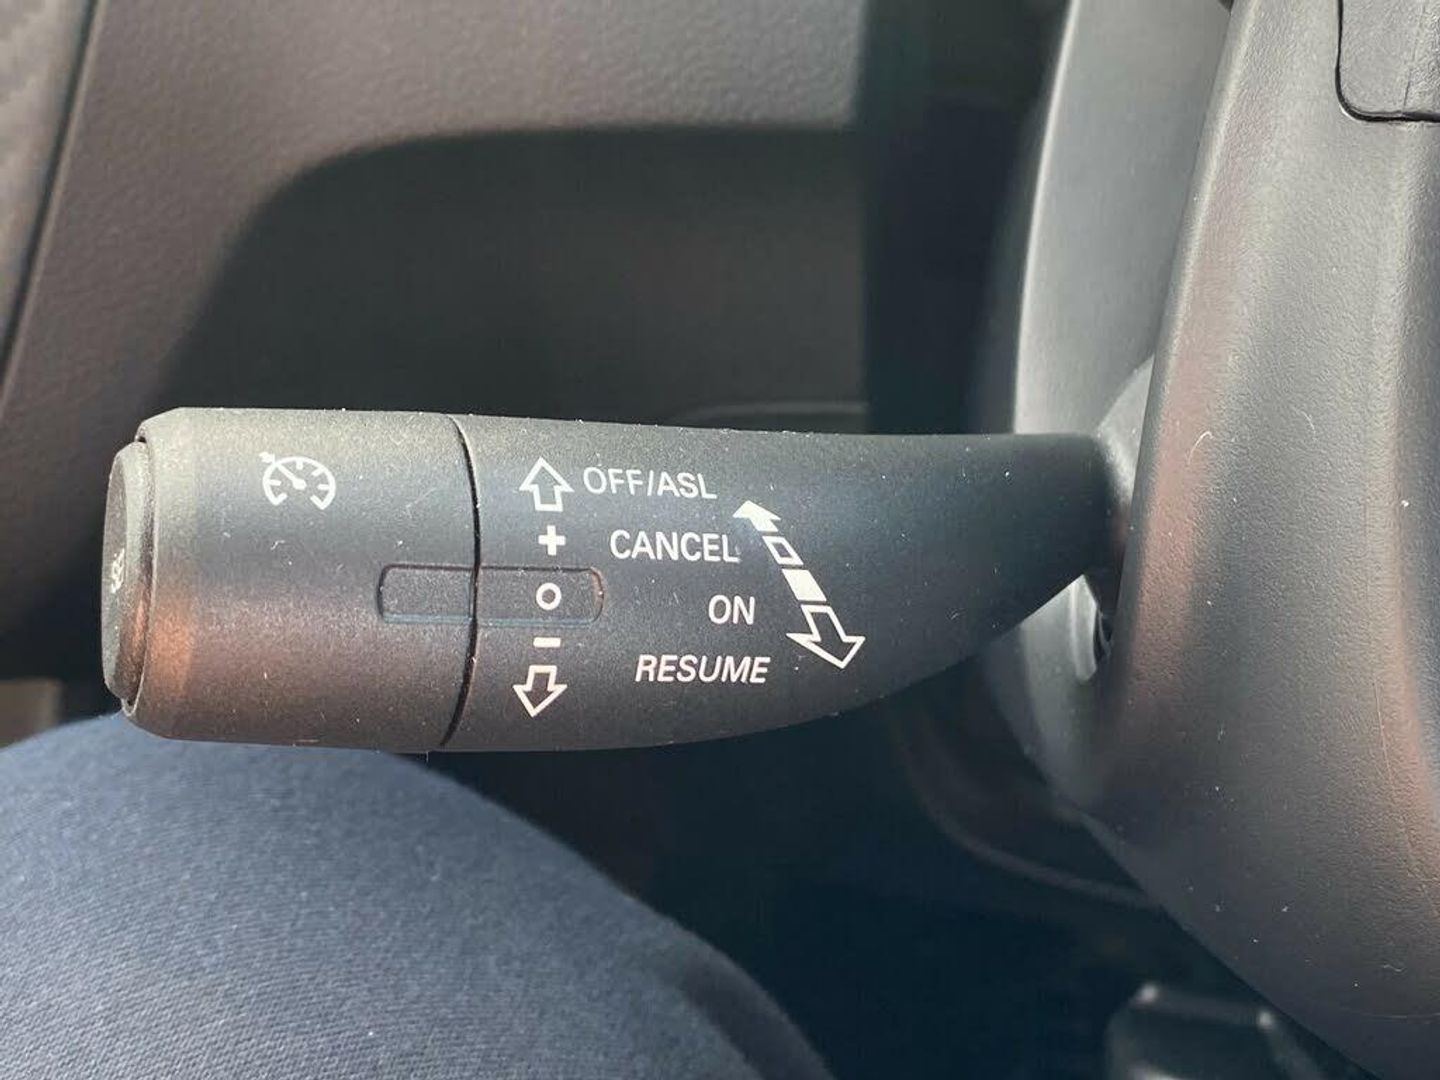 OFF/ASL
+ CANCEL
O ON
- RESUME